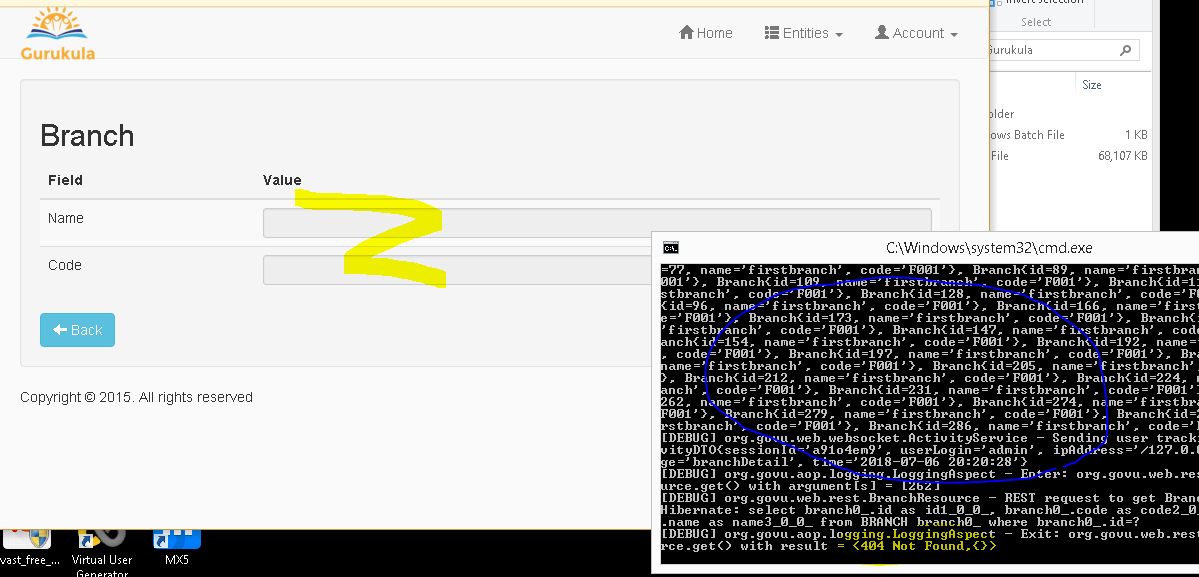 Invert selection
Select
Gurukula
Home
Entities
Account
Gurukula
Size
older
ows Batch File 1 KB
File 68,107 KB
Branch
Field Value
Name
Code
Back
Copyright © 2015. All rights reserved
C:\Windows\system32\cmd.exe
=77, name='firstbranch', code='F001'}, Branch{id=89, name='firstbran
001'}, Branch{id=109, name='firstbranch', code='F001'}, Branch{id=11
stbranch', code='F001'}, Branch{id=128, name='firstbranch', code='F0
{id=96, name='firstbranch', code='F001'}, Branch{id=166, name='firstb
e='F001'}, Branch{id=173, name='firstbranch', code='F001'}, Branch{i
'firstbranch', code='F001'}, Branch{id=147, name='firstbranch', code
anch{id=154, name='firstbranch', code='F001'}, Branch{id=192, name='f
, code='F001'}, Branch{id=197, name='firstbranch', code='F001'}, Bra
name='firstbranch', code='F001'}, Branch{id=205, name='firstbranch',
}, Branch{id=212, name='firstbranch', code='F001'}, Branch{id=224, n
anch', code='F001'}, Branch{id=231, name='firstbranch', code='F001'}
262, name='firstbranch', code='F001'}, Branch{id=274, name='firstbra
F001'}, Branch{id=279, name='firstbranch', code='F001'}, Branch{id=2
rstbranch', code='F001'}, Branch{id=286, name='firstbranch', code='F
[DEBUG] org.govu.web.websocket.ActivityService - Sending user tracki
vityDTO{sessionId='a91o4em9', userLogin='admin', ipAddress='/127.0.0
ge='branchDetail', time='2018-07-06 20:20:28'}
[DEBUG] org.govu.aop.logging.LoggingAspect - Enter: org.govu.web.res
urce.get() with argument[s] = [262]
[DEBUG] org.govu.web.rest.BranchResource - REST request to get Branc
Hibernate: select branch0_.id as id1_0_0_, branch0_.code as code2_0_
.name as name3_0_0_ from BRANCH branch0_ where branch0_.id=?
[DEBUG] org.govu.aop.logging.LoggingAspect - Exit: org.govu.web.rest
rce.get() with result = <404 Not Found,{}>
vast_free_... Virtual User MX5
Generator